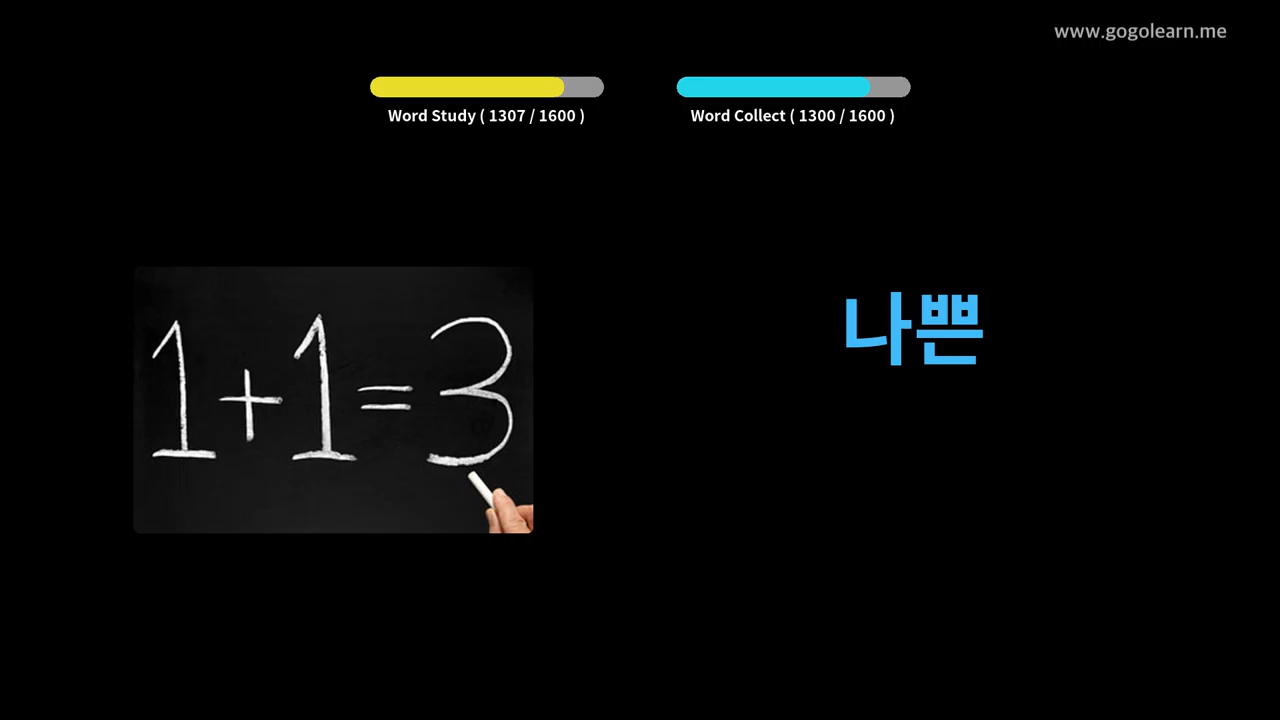 www.gogolearn.me
Word Study ( 1307 / 1600 )
Word Collect ( 1300 / 1600 )
1+1=3
나쁜